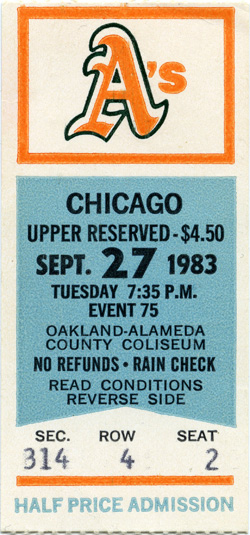 A's
CHICAGO
UPPER RESERVED-$4.50
SEPT. 27 1983
TUESDAY 7:35 P.M.
EVENT 75
OAKLAND-ALAMEDA
COUNTY COLISEUM
NO REFUNDS • RAIN CHECK
READ CONDITIONS
REVERSE SIDE
SEC. ROW SEAT
314 4 2
HALF PRICE ADMISSION